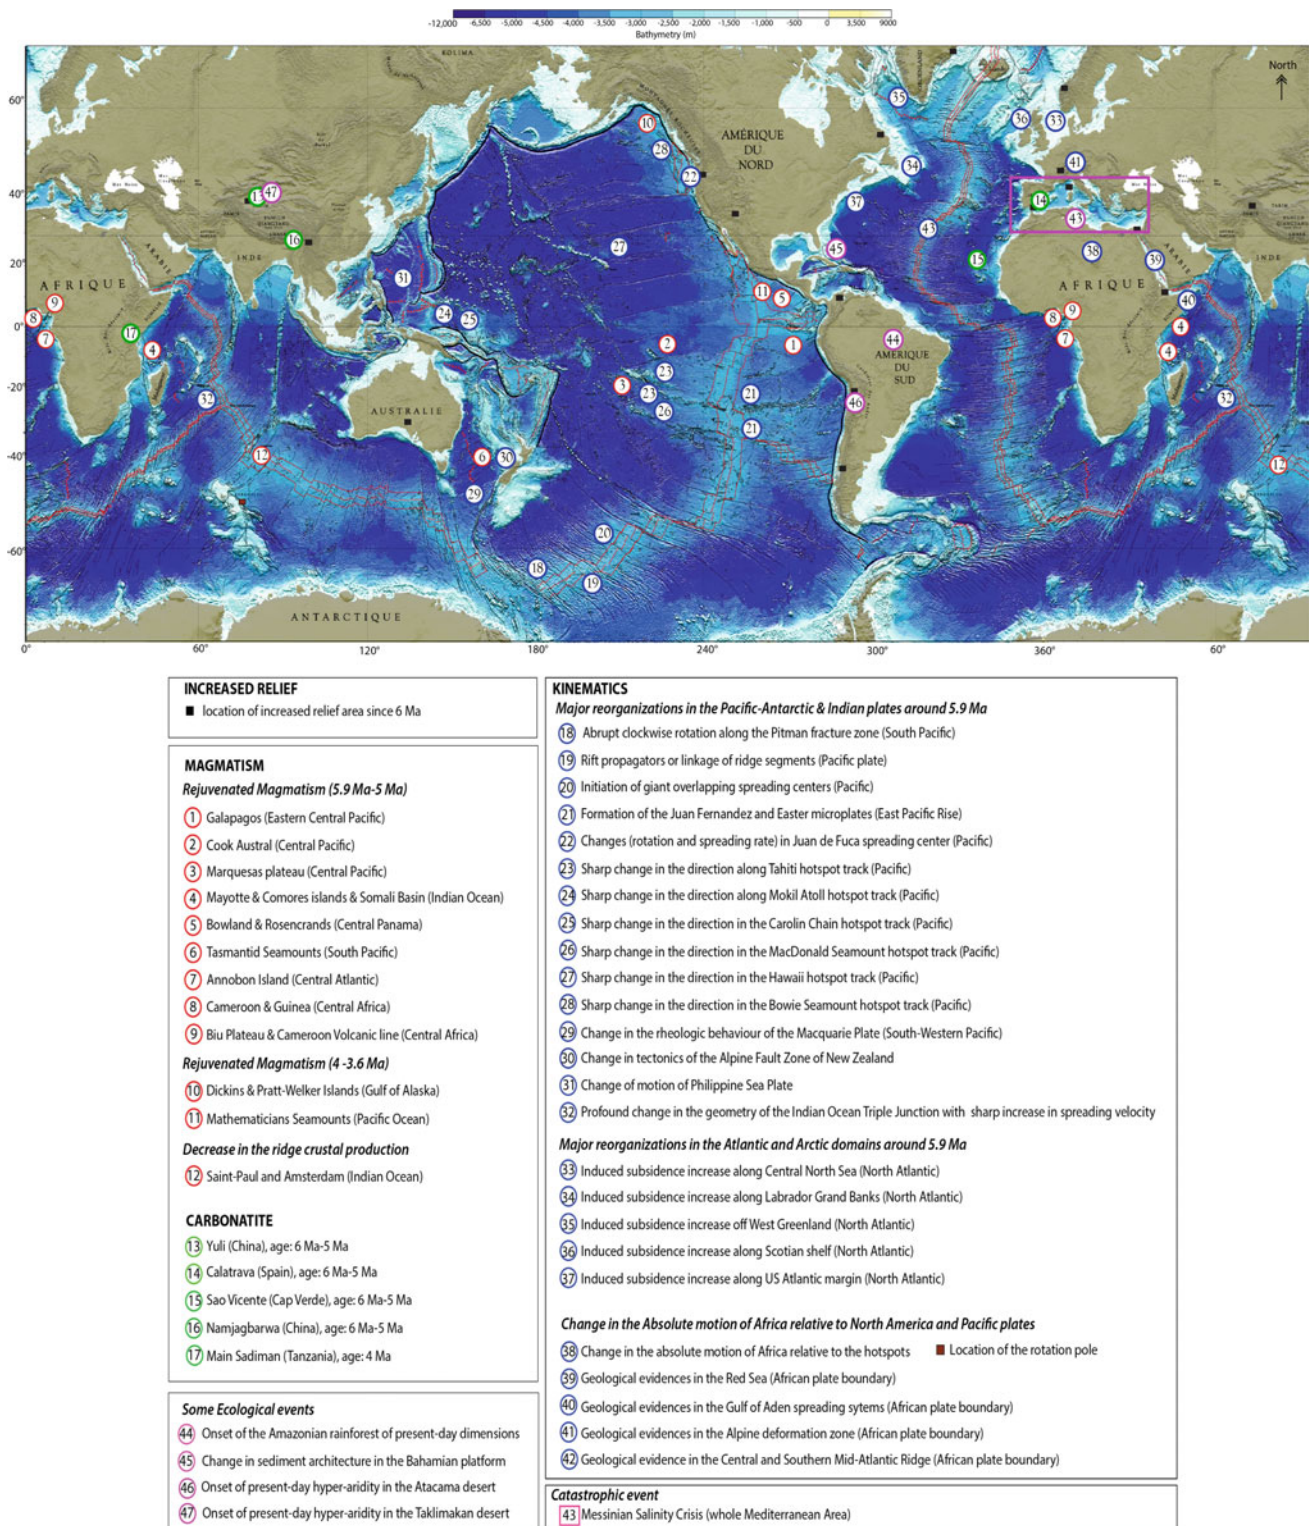 -12,000 -6,500 -5,000 -4,500 -4,000 -3,500 -3,000 -2,500 -2,000 -1,000 -500 0 3,500 9000
Bathymetry (m)
North
KOLIMA
GROENLAND
AMÉRIQUE
DU
NORD
60°
40°
20°
0°
-20°
-40°
-60°
Mer Noire
TARIM
INDE
ARABIE
AFRIQUE
AUSTRALIE
AMÉRIQUE
DU
SUD
AFRIQUE
ARABIE
INDE
TARIM
ANTARCTIQUE
0° 60° 120° 180° 240° 300° 360° 60°
INCREASED RELIEF
location of increased relief area since 6 Ma
MAGMATISM
Rejuvenated Magmatism (5.9 Ma-5 Ma)
1 Galapagos (Eastern Central Pacific)
2 Cook Austral (Central Pacific)
3 Marquesas plateau (Central Pacific)
4 Mayotte & Comores islands & Somali Basin (Indian Ocean)
5 Bowland & Rosencrands (Central Panama)
6 Tasmantid Seamounts (South Pacific)
7 Annobon Island (Central Atlantic)
8 Cameroon & Guinea (Central Africa)
9 Biu Plateau & Cameroon Volcanic line (Central Africa)
Rejuvenated Magmatism (4 -3.6 Ma)
10 Dickins & Pratt-Welker Islands (Gulf of Alaska)
11 Mathematicians Seamounts (Pacific Ocean)
Decrease in the ridge crustal production
12 Saint-Paul and Amsterdam (Indian Ocean)
CARBONATITE
13 Yuli (China), age: 6 Ma-5 Ma
14 Calatrava (Spain), age: 6 Ma-5 Ma
15 Sao Vicente (Cap Verde), age: 6 Ma-5 Ma
16 Namjagbarwa (China), age: 6 Ma-5 Ma
17 Main Sadiman (Tanzania), age: 4 Ma
Some Ecological events
44 Onset of the Amazonian rainforest of present-day dimensions
45 Change in sediment architecture in the Bahamian platform
46 Onset of present-day hyper-aridity in the Atacama desert
47 Onset of present-day hyper-aridity in the Taklimakan desert
KINEMATICS
Major reorganizations in the Pacific-Antarctic & Indian plates around 5.9 Ma
18 Abrupt clockwise rotation along the Pitman fracture zone (South Pacific)
19 Rift propagators or linkage of ridge segments (Pacific plate)
20 Initiation of giant overlapping spreading centers (Pacific)
21 Formation of the Juan Fernandez and Easter microplates (East Pacific Rise)
22 Changes (rotation and spreading rate) in Juan de Fuca spreading center (Pacific)
23 Sharp change in the direction along Tahiti hotspot track (Pacific)
24 Sharp change in the direction along Mokil Atoll hotspot track (Pacific)
25 Sharp change in the direction in the Carolin Chain hotspot track (Pacific)
26 Sharp change in the direction in the MacDonald Seamount hotspot track (Pacific)
27 Sharp change in the direction in the Hawaii hotspot track (Pacific)
28 Sharp change in the direction in the Bowie Seamount hotspot track (Pacific)
29 Change in the rheologic behaviour of the Macquarie Plate (South-Western Pacific)
30 Change in tectonics of the Alpine Fault Zone of New Zealand
31 Change of motion of Philippine Sea Plate
32 Profound change in the geometry of the Indian Ocean Triple Junction with sharp increase in spreading velocity
Major reorganizations in the Atlantic and Arctic domains around 5.9 Ma
33 Induced subsidence increase along Central North Sea (North Atlantic)
34 Induced subsidence increase along Labrador Grand Banks (North Atlantic)
35 Induced subsidence increase off West Greenland (North Atlantic)
36 Induced subsidence increase along Scotian shelf (North Atlantic)
37 Induced subsidence increase along US Atlantic margin (North Atlantic)
Change in the Absolute motion of Africa relative to North America and Pacific plates
38 Change in the absolute motion of Africa relative to the hotspots Location of the rotation pole
39 Geological evidences in the Red Sea (African plate boundary)
40 Geological evidences in the Gulf of Aden spreading sytems (African plate boundary)
41 Geological evidences in the Alpine deformation zone (African plate boundary)
42 Geological evidence in the Central and Southern Mid-Atlantic Ridge (African plate boundary)
Catastrophic event
43 Messinian Salinity Crisis (whole Mediterranean Area)